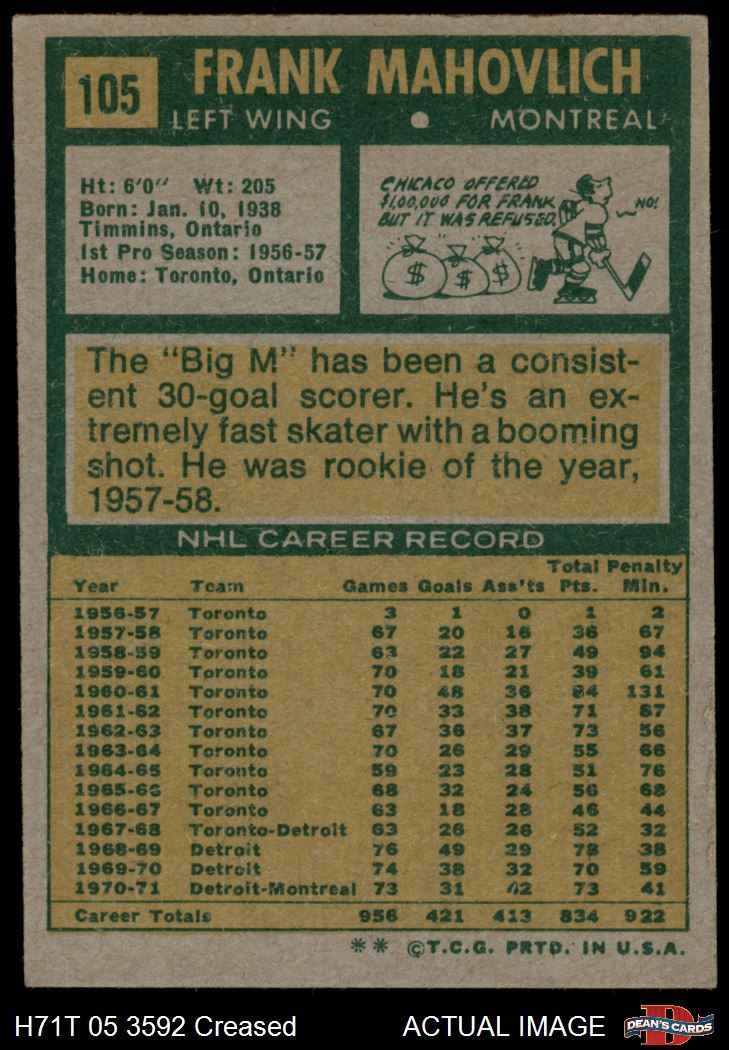 105
FRANK MAHOVLICH
LEFT WING • MONTREAL
Ht: 6'0" Wt: 205
Born: Jan. 10, 1938
Timmins, Ontario
1st Pro Season: 1956-57
Home: Toronto, Ontario
CHICACO OFFERED
$1,00,000 FOR FRANK
BUT IT WAS REFUSED.
NO!
$ $ $
The "Big M" has been a consist-
ent 30-goal scorer. He's an ex-
tremely fast skater with a booming
shot. He was rookie of the year,
1957-58.
NHL CAREER RECORD
Total Penalty
Year Team Games Goals Ass'ts Pts. Min.
1956-57 Toronto 3 1 0 1 2
1957-58 Toronto 67 20 16 36 67
1958-59 Toronto 63 22 27 49 94
1959-60 Toronto 70 18 21 39 61
1960-61 Toronto 70 48 36 84 131
1961-62 Toronto 70 33 38 71 87
1962-63 Toronto 67 36 37 73 56
1963-64 Toronto 70 26 29 55 66
1964-65 Toronto 59 23 28 51 76
1965-66 Toronto 68 32 24 56 68
1966-67 Toronto 63 18 28 46 44
1967-68 Toronto-Detroit 63 26 26 52 32
1968-69 Detroit 76 49 29 78 38
1969-70 Detroit 74 38 32 70 59
1970-71 Detroit-Montreal 73 31 42 73 41
Career Totals 956 421 413 834 922
** ©T.C.G. PRTD. IN U.S.A.
H71T 05 3592 Creased ACTUAL IMAGE
D
DEAN'S CARDS